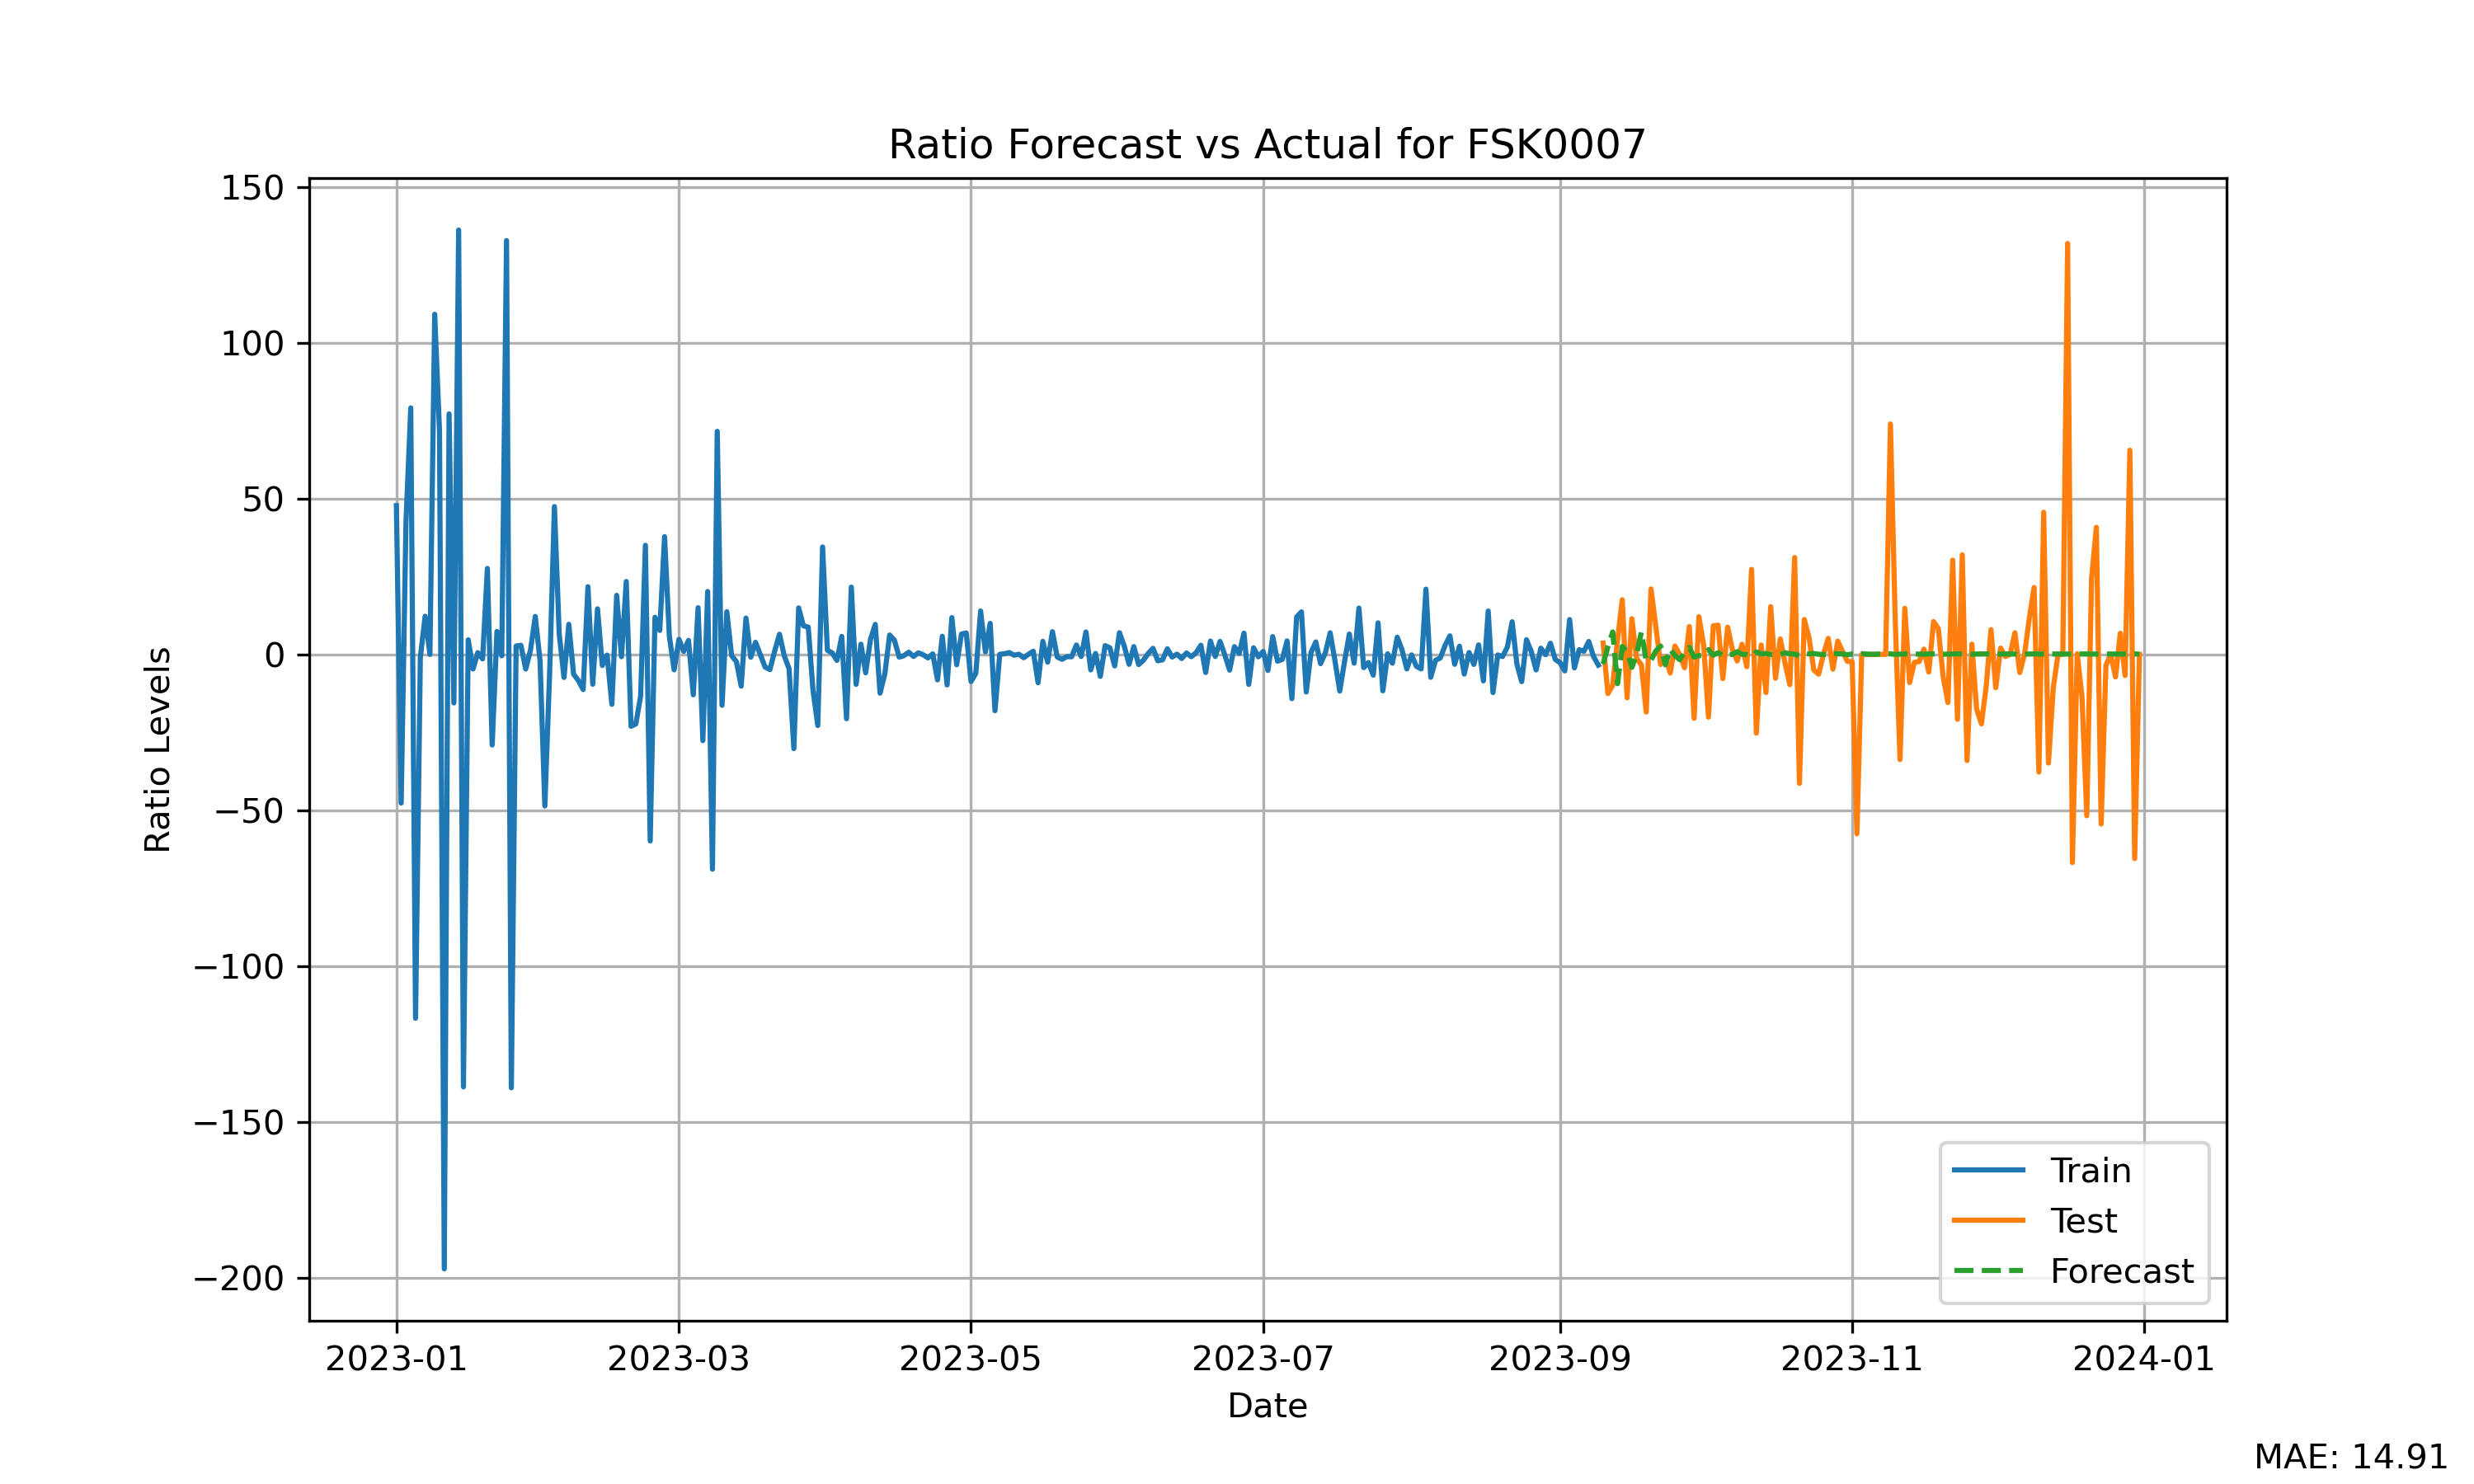 Ratio Forecast vs Actual for FSK0007
Ratio Levels
150
100
50
0
−50
−100
−150
−200
2023-01 2023-03 2023-05 2023-07 2023-09 2023-11 2024-01
Date
Train
Test
Forecast
MAE: 14.91